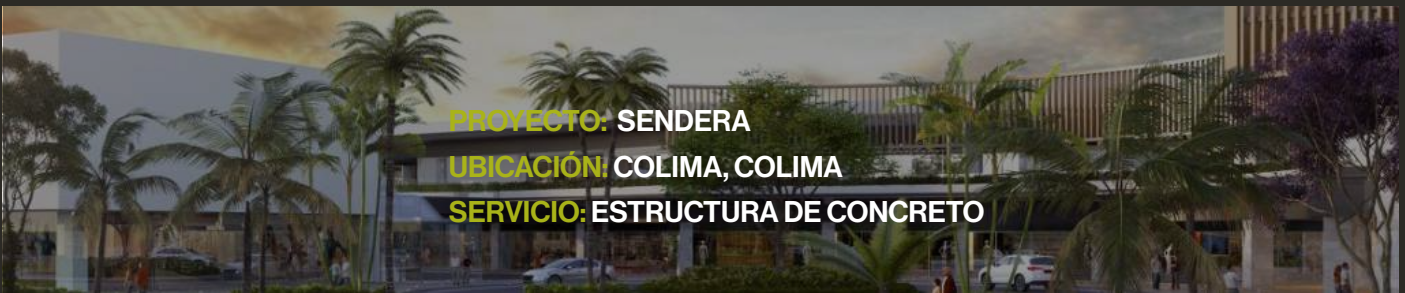 PROYECTO: SENDERA
UBICACIÓN: COLIMA, COLIMA
SERVICIO: ESTRUCTURA DE CONCRETO